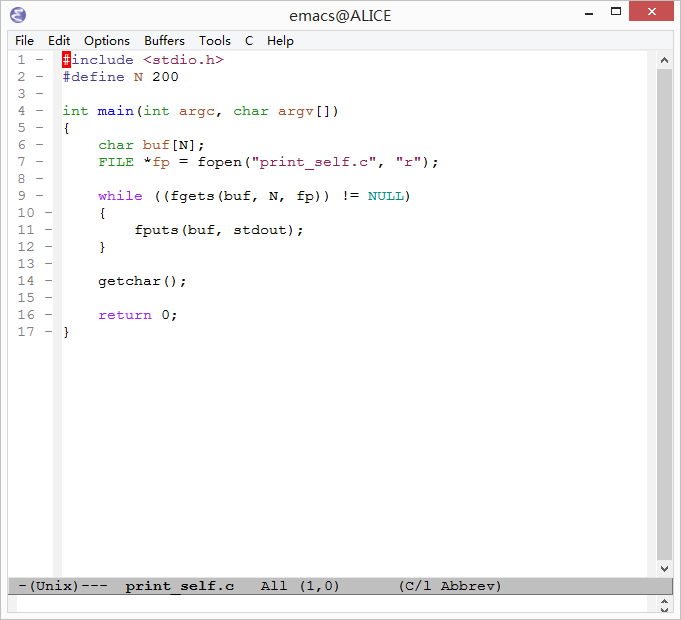 emacs@ALICE
File Edit Options Buffers Tools C Help
1 - #include <stdio.h>
2 - #define N 200
3 -
4 - int main(int argc, char argv[])
5 - {
6 -     char buf[N];
7 -     FILE *fp = fopen("print_self.c", "r");
8 -
9 -     while ((fgets(buf, N, fp)) != NULL)
10 -     {
11 -         fputs(buf, stdout);
12 -     }
13 -
14 -     getchar();
15 -
16 -     return 0;
17 - }
-(Unix)--- print_self.c All (1,0) (C/l Abbrev)